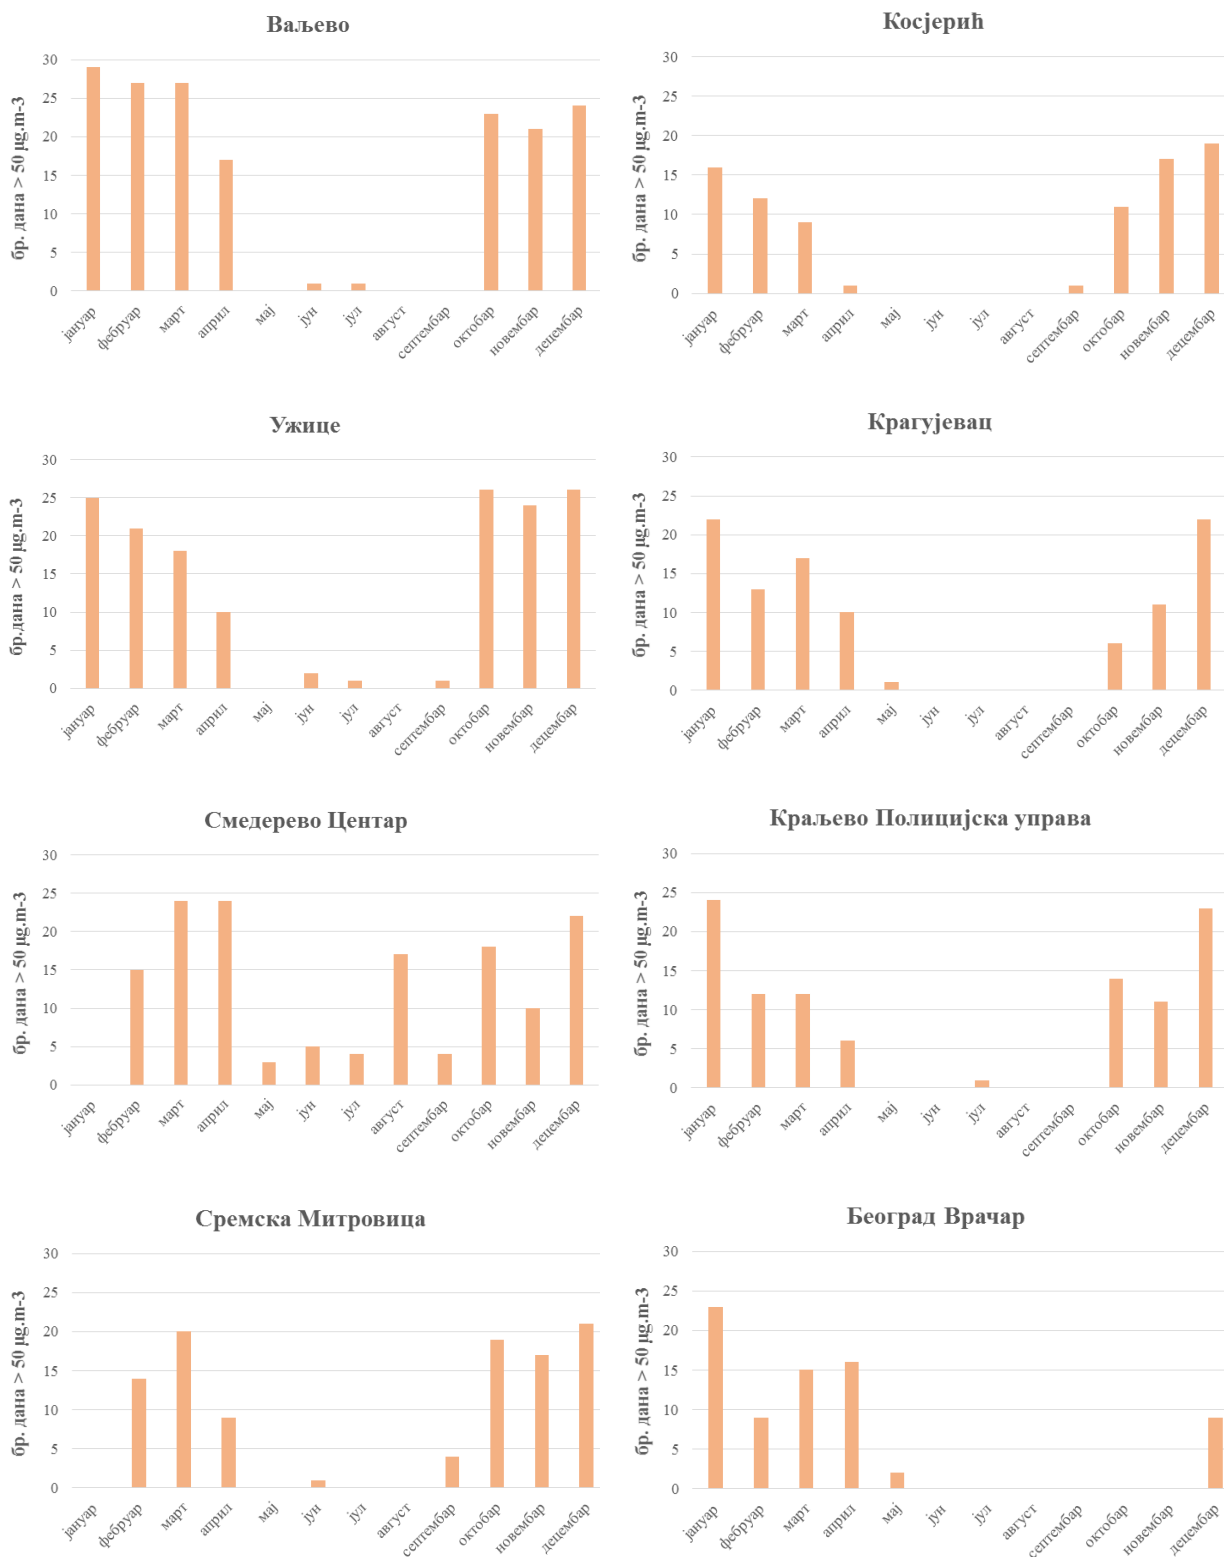 Ваљево
бр. дана > 50 µg.m-3
30
25
20
15
10
5
0
јануар
фебруар
март
април
мај
јун
јул
август
септембар
октобар
новембар
децембар
Косјерић
бр. дана > 50 µg.m-3
30
25
20
15
10
5
0
јануар
фебруар
март
април
мај
јун
јул
август
септембар
октобар
новембар
децембар
Ужице
бр.дана > 50 µg.m-3
30
25
20
15
10
5
0
јануар
фебруар
март
април
мај
јун
јул
август
септембар
октобар
новембар
децембар
Крагујевац
бр. дана > 50 µg.m-3
30
25
20
15
10
5
0
јануар
фебруар
март
април
мај
јун
јул
август
септембар
октобар
новембар
децембар
Смедерево Центар
бр. дана > 50 µg.m-3
30
25
20
15
10
5
0
јануар
фебруар
март
април
мај
јун
јул
август
септембар
октобар
новембар
децембар
Краљево Полицијска управа
бр. дана > 50 µg.m-3
30
25
20
15
10
5
0
јануар
фебруар
март
април
мај
јун
јул
август
септембар
октобар
новембар
децембар
Сремска Митровица
бр. дана > 50 µg.m-3
30
25
20
15
10
5
0
јануар
фебруар
март
април
мај
јун
јул
август
септембар
октобар
новембар
децембар
Београд Врачар
бр. дана > 50 µg.m-3
30
25
20
15
10
5
0
јануар
фебруар
март
април
мај
јун
јул
август
септембар
октобар
новембар
децембар